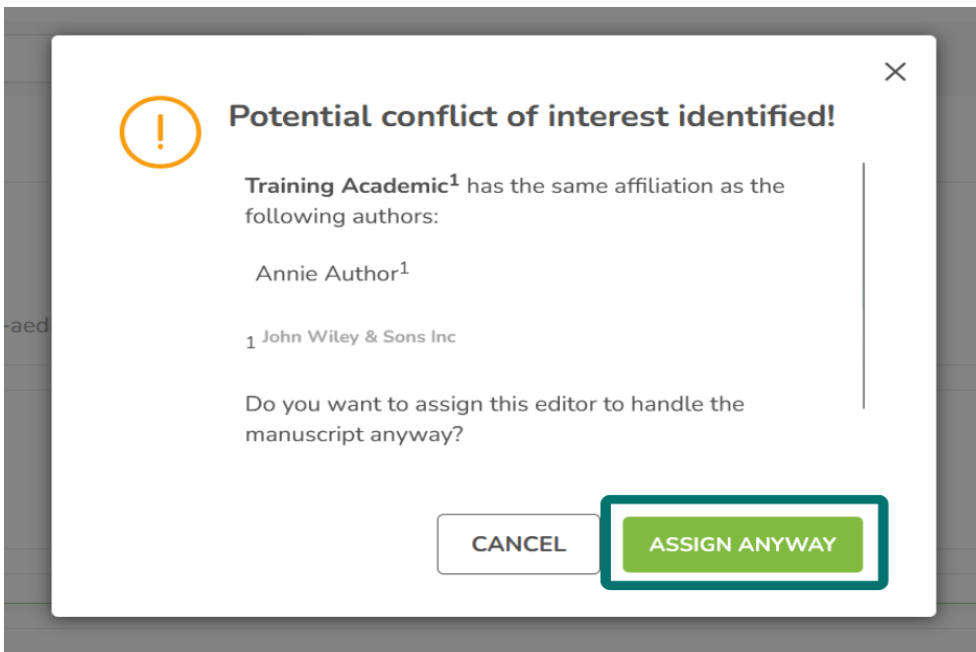 Potential conflict of interest identified!
Training Academic¹ has the same affiliation as the
following authors:
Annie Author¹
-aed
1 John Wiley & Sons Inc
Do you want to assign this editor to handle the
manuscript anyway?
CANCEL
ASSIGN ANYWAY